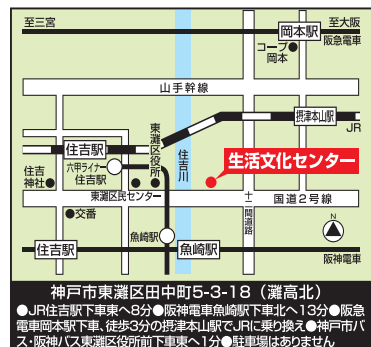 至三宮
岡本駅
至大阪
阪急電車
コープ
岡本
山手幹線
摂津本山駅
JR
東灘区役所
住吉駅
六甲ライナー
住吉駅
住吉川
生活文化センター
住吉
神社
東灘区民センター
十二間道路
国道2号線
交番
魚崎駅
N
住吉駅
魚崎駅
阪神電車
神戸市東灘区田中町5-3-18(灘高北)
●JR住吉駅下車東へ8分●阪神電車魚崎駅下車北へ13分●阪急
電車岡本駅下車、徒歩3分の摂津本山駅でJRに乗り換え●神戸市バ
ス・阪神バス東灘区役所前下車東へ1分●駐車場はありません